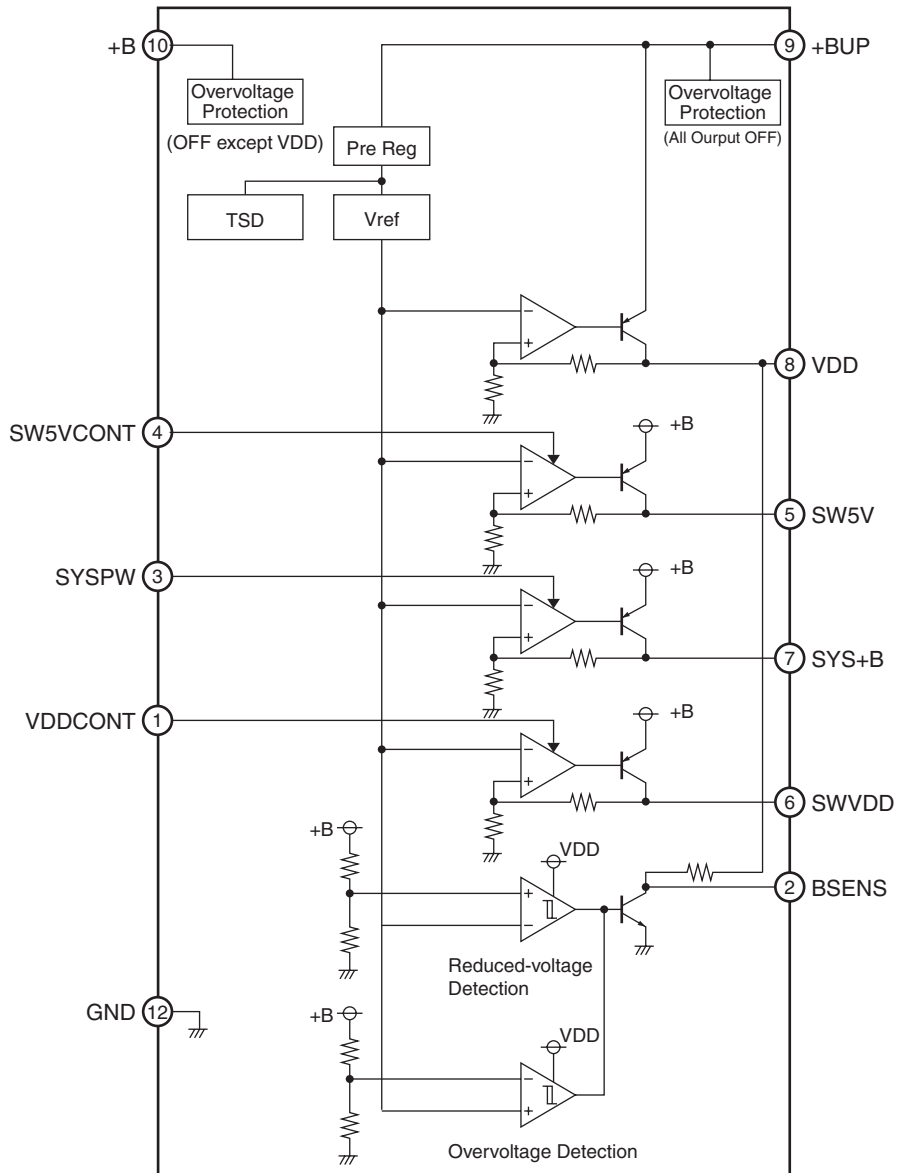 +B 10
9 +BUP
Overvoltage
Protection
(OFF except VDD)
Overvoltage
Protection
(All Ourput OFF)
Pre Reg
TSD
Vref
−
+
8 VDD
SW5VCONT 4
+B
−
+
5 SW5V
SYSPW 3
+B
−
+
7 SYS+B
VDDCONT 1
+B
−
+
6 SWVDD
+B
VDD
+
−
2 BSENS
Reduced-voltage
Detection
GND 12
+B
VDD
−
+
Overvoltage Detection